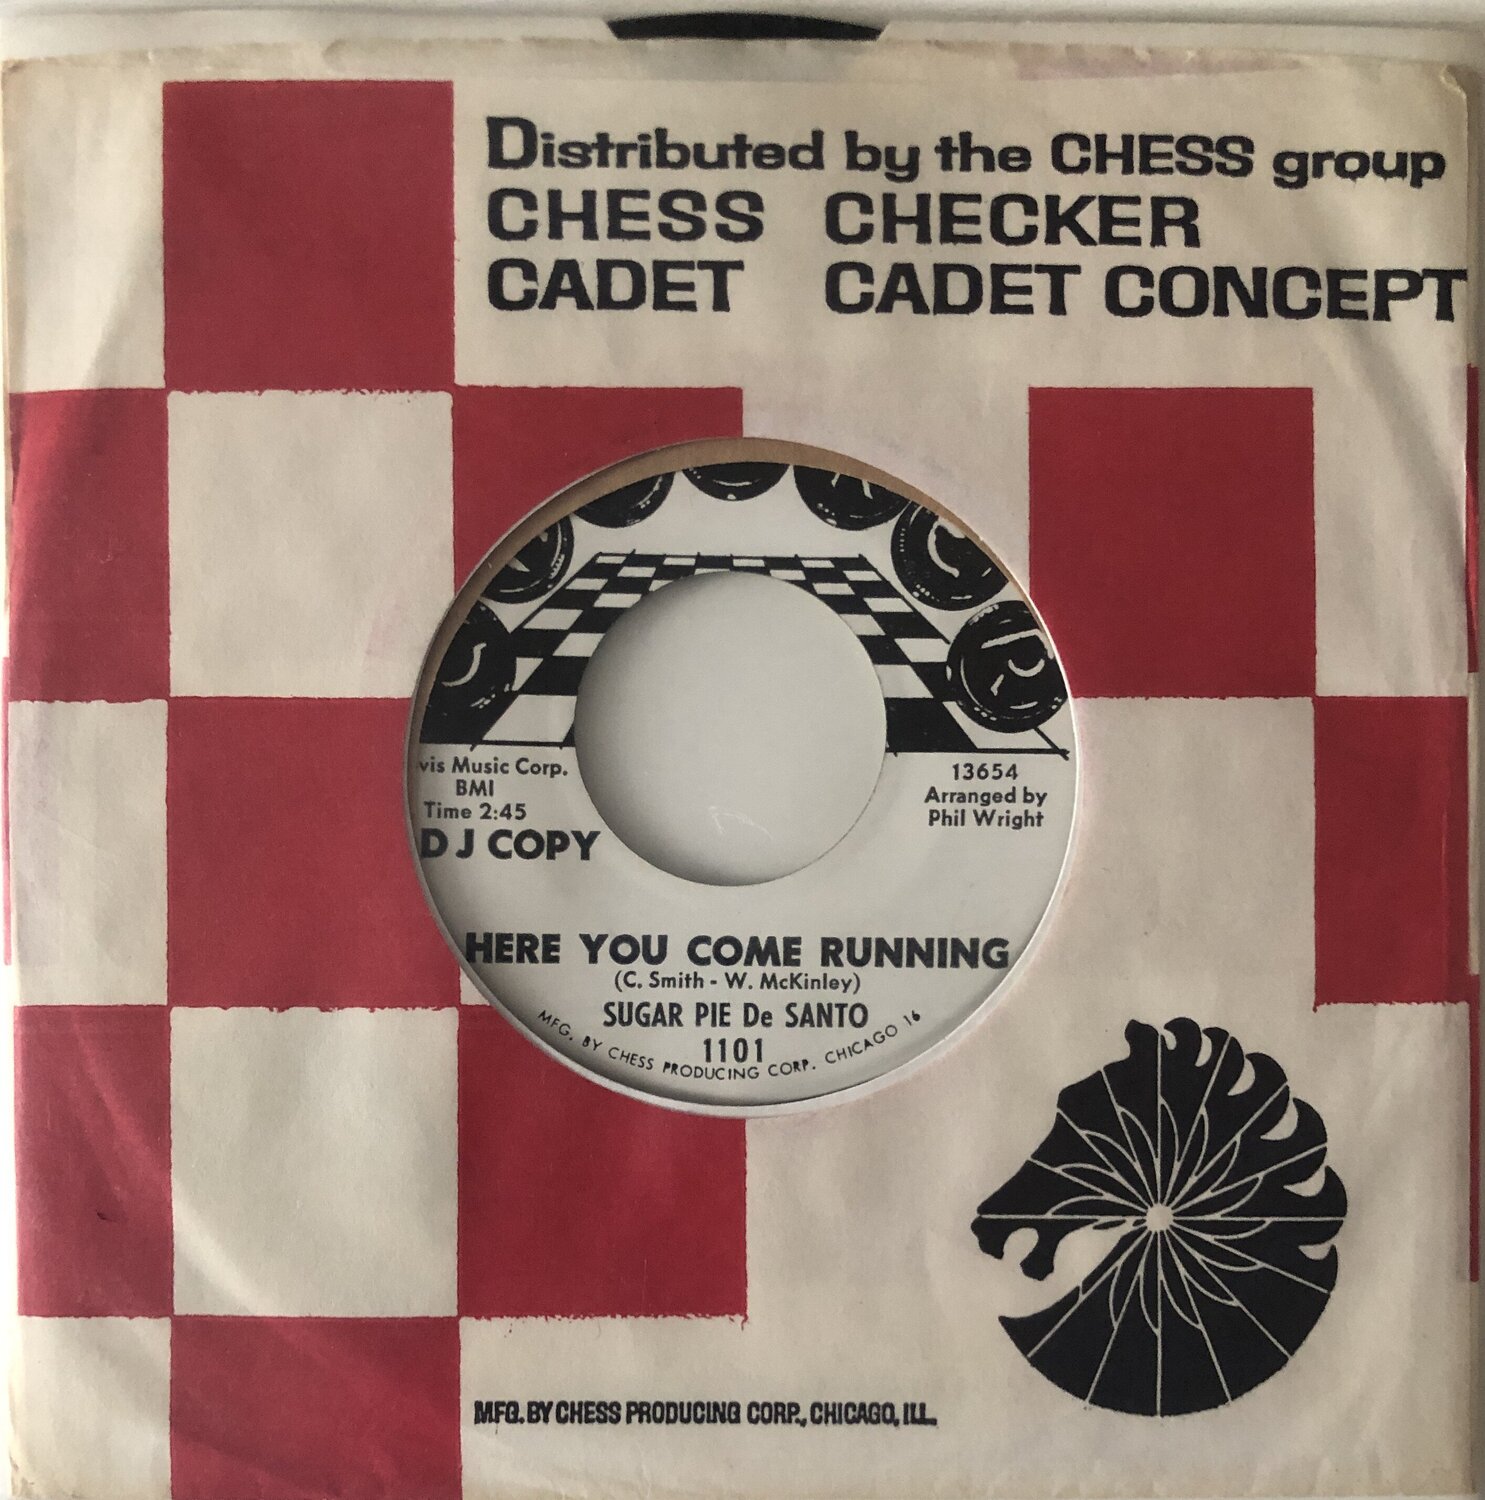 Distributed by the CHESS group
CHESS CHECKER
CADET CADET CONCEPT
vis Music Corp.
BMI
Time 2:45
D J COPY
13654
Arranged by
Phil Wright
HERE YOU COME RUNNING
(C. Smith - W. McKinley)
SUGAR PIE De SANTO
1101
MFG. BY CHESS PRODUCING CORP. CHICAGO 16
MFG. BY CHESS PRODUCING CORP., CHICAGO, ILL.